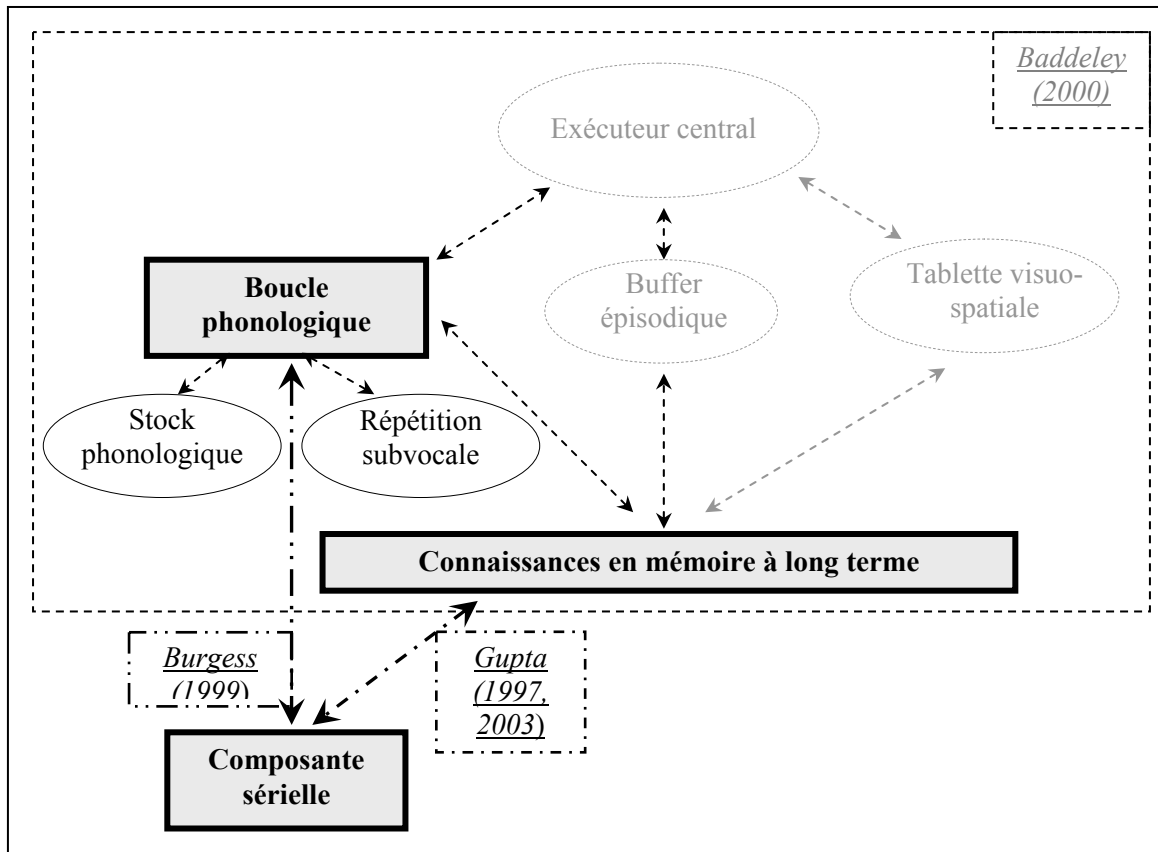 Baddeley
(2000)
Exécuteur central
Boucle
phonologique
Buffer
épisodique
Tablette visuo-
spatiale
Stock
phonologique
Répétition
subvocale
Connaissances en mémoire à long terme
Burgess
(1999)
Gupta
(1997,
2003)
Composante
sérielle